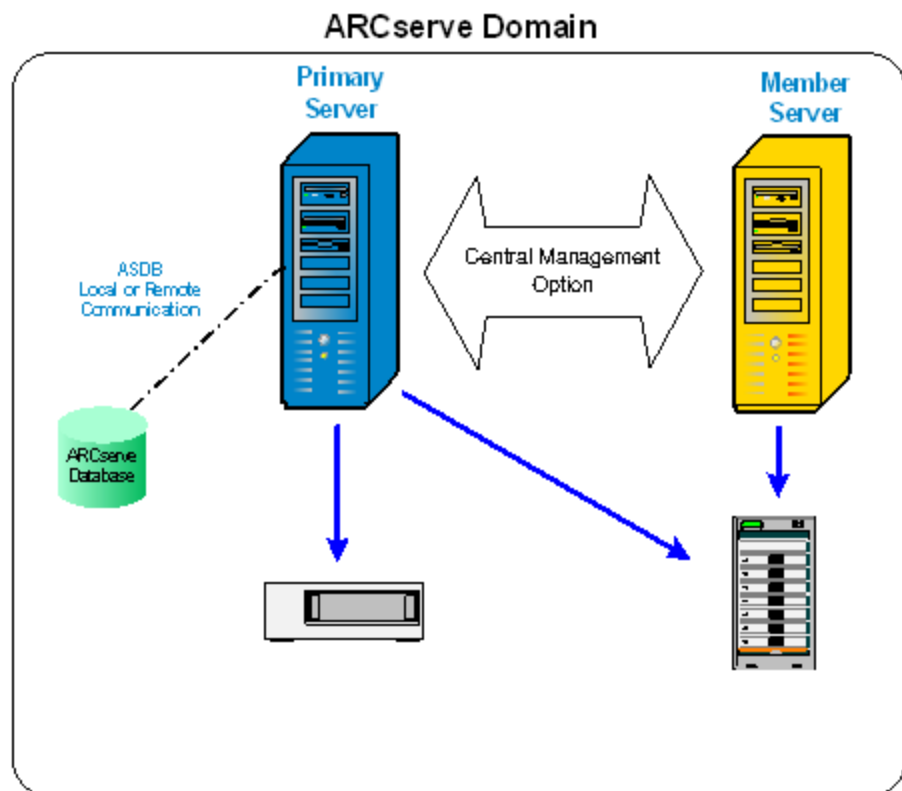 ARCserve Domain
Primary
Server
Member
Server
Central Management
Option
ASDB
Local or Remote
Communication
ARCserve
Database